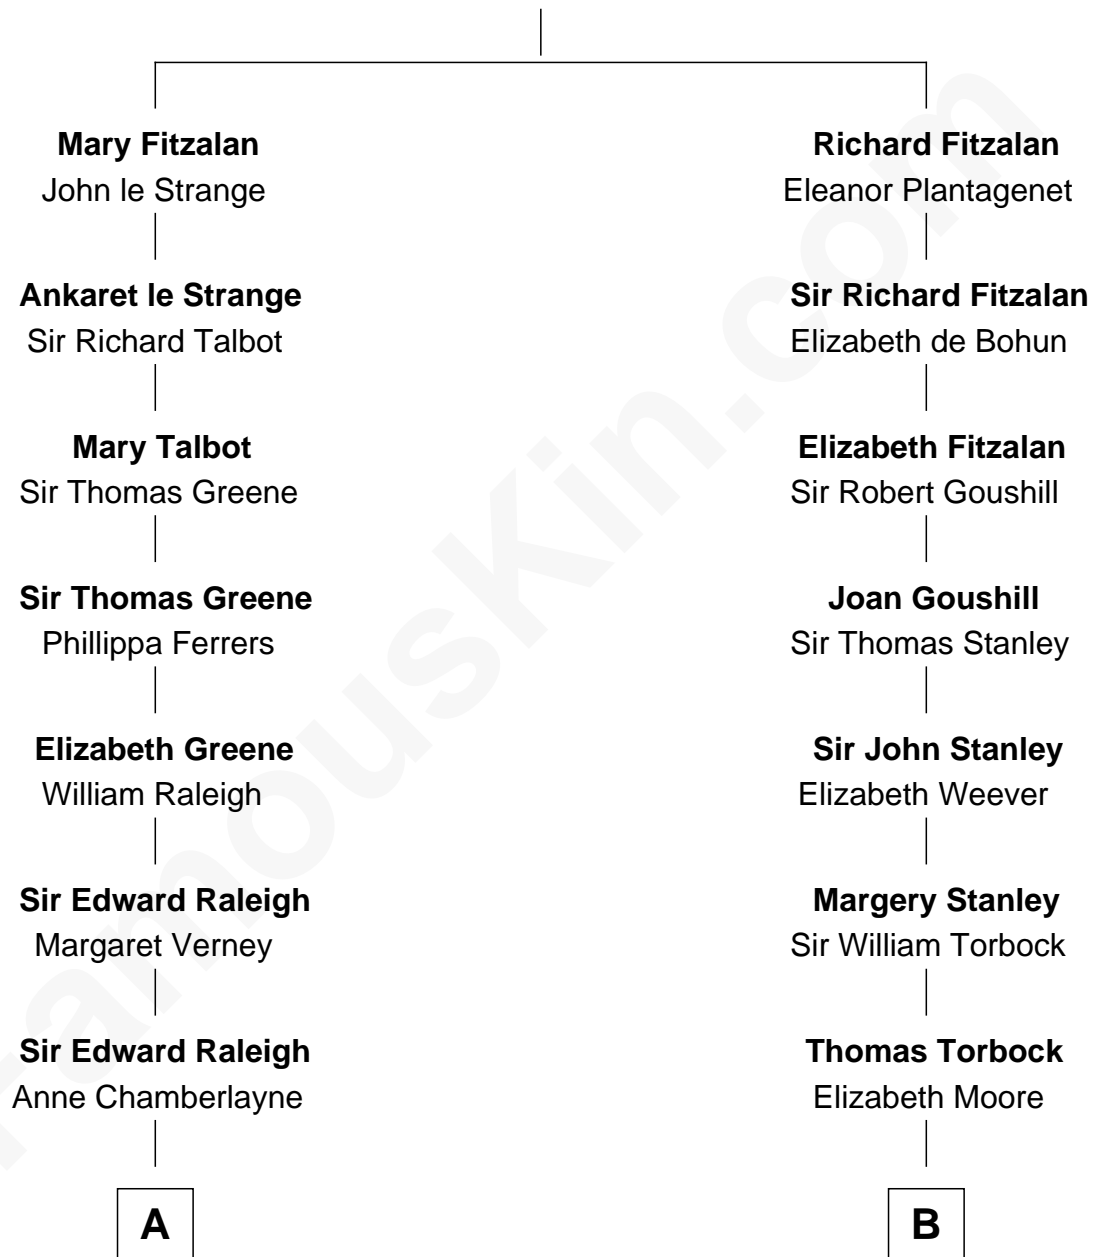 Mary Fitzalan
John le Strange
Richard Fitzalan
Eleanor Plantagenet
Ankaret le Strange
Sir Richard Talbot
Sir Richard Fitzalan
Elizabeth de Bohun
Mary Talbot
Sir Thomas Greene
Elizabeth Fitzalan
Sir Robert Goushill
Sir Thomas Greene
Phillippa Ferrers
Joan Goushill
Sir Thomas Stanley
Elizabeth Greene
William Raleigh
Sir John Stanley
Elizabeth Weever
Sir Edward Raleigh
Margaret Verney
Margery Stanley
Sir William Torbock
Sir Edward Raleigh
Anne Chamberlayne
Thomas Torbock
Elizabeth Moore
A
B
FamousKin.com